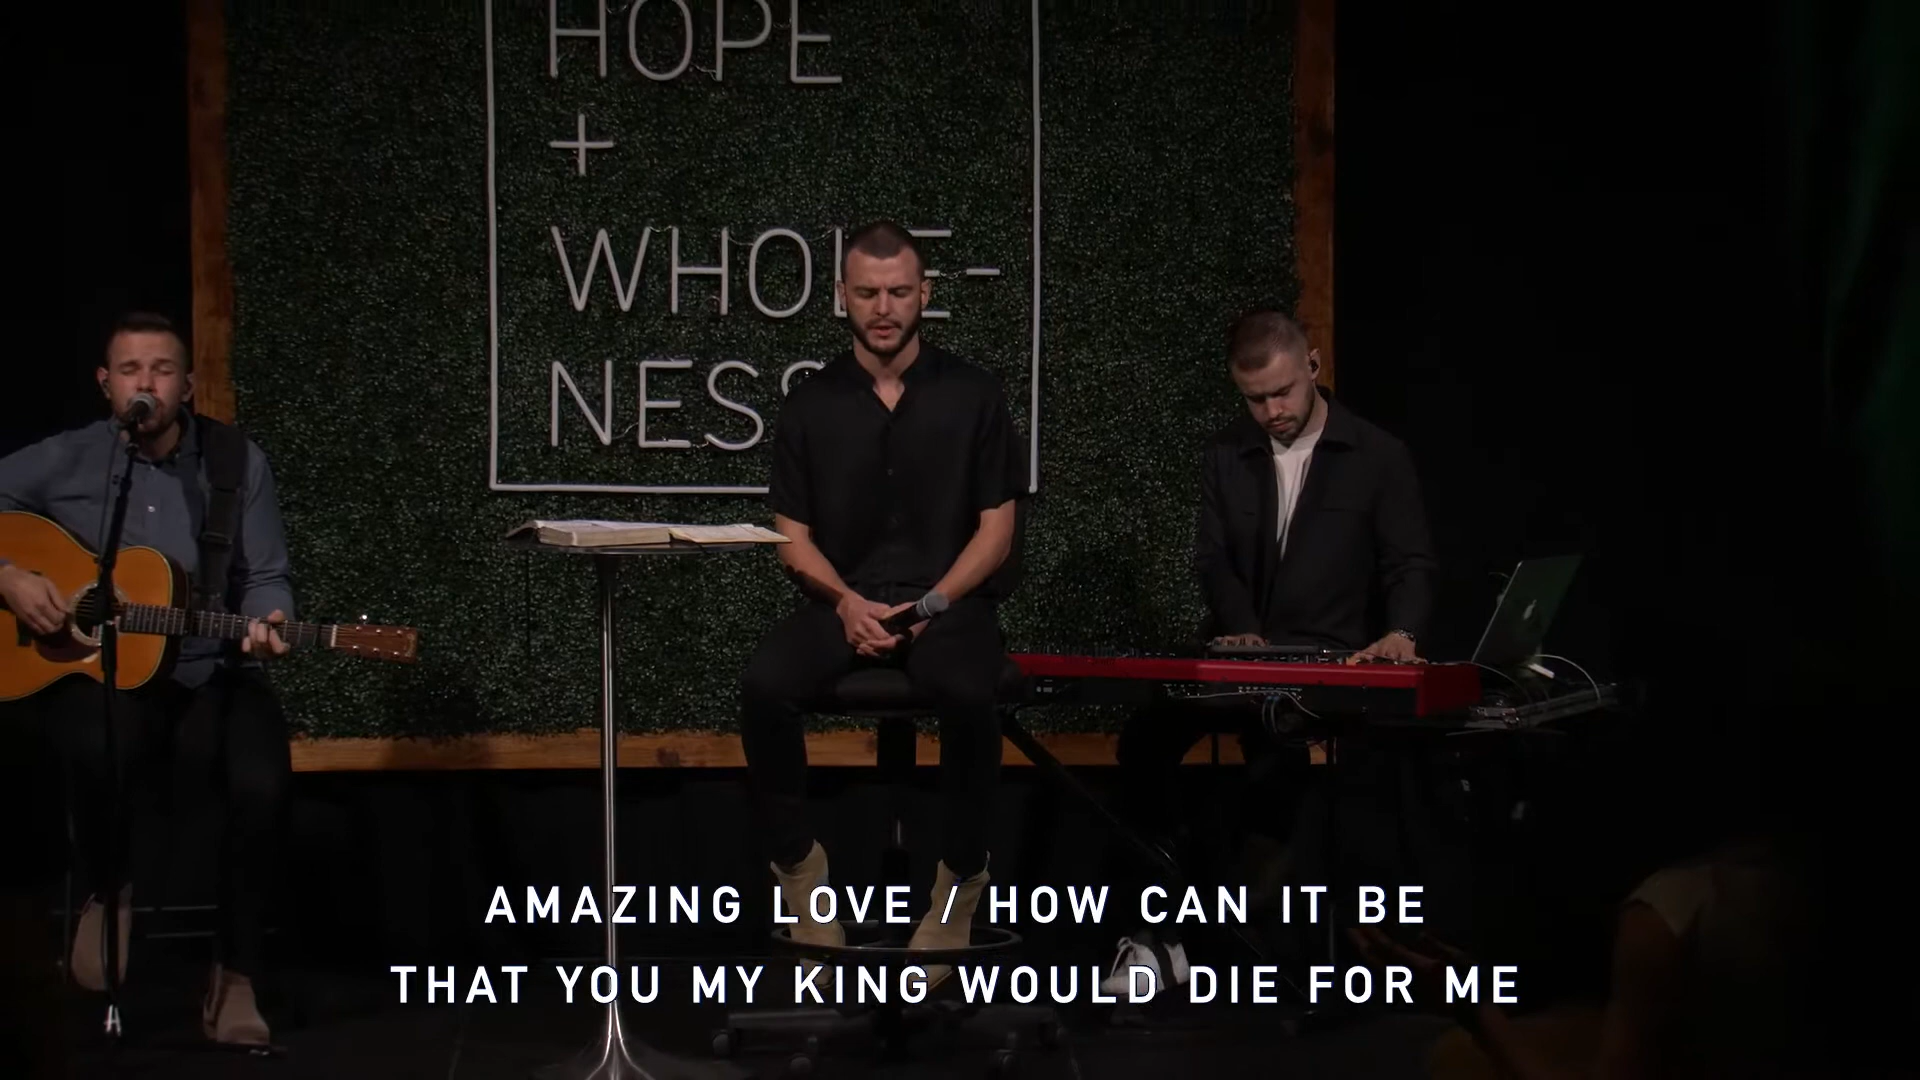 HOPE
+
WHOLE-
NESS
AMAZING LOVE / HOW CAN IT BE
THAT YOU MY KING WOULD DIE FOR ME